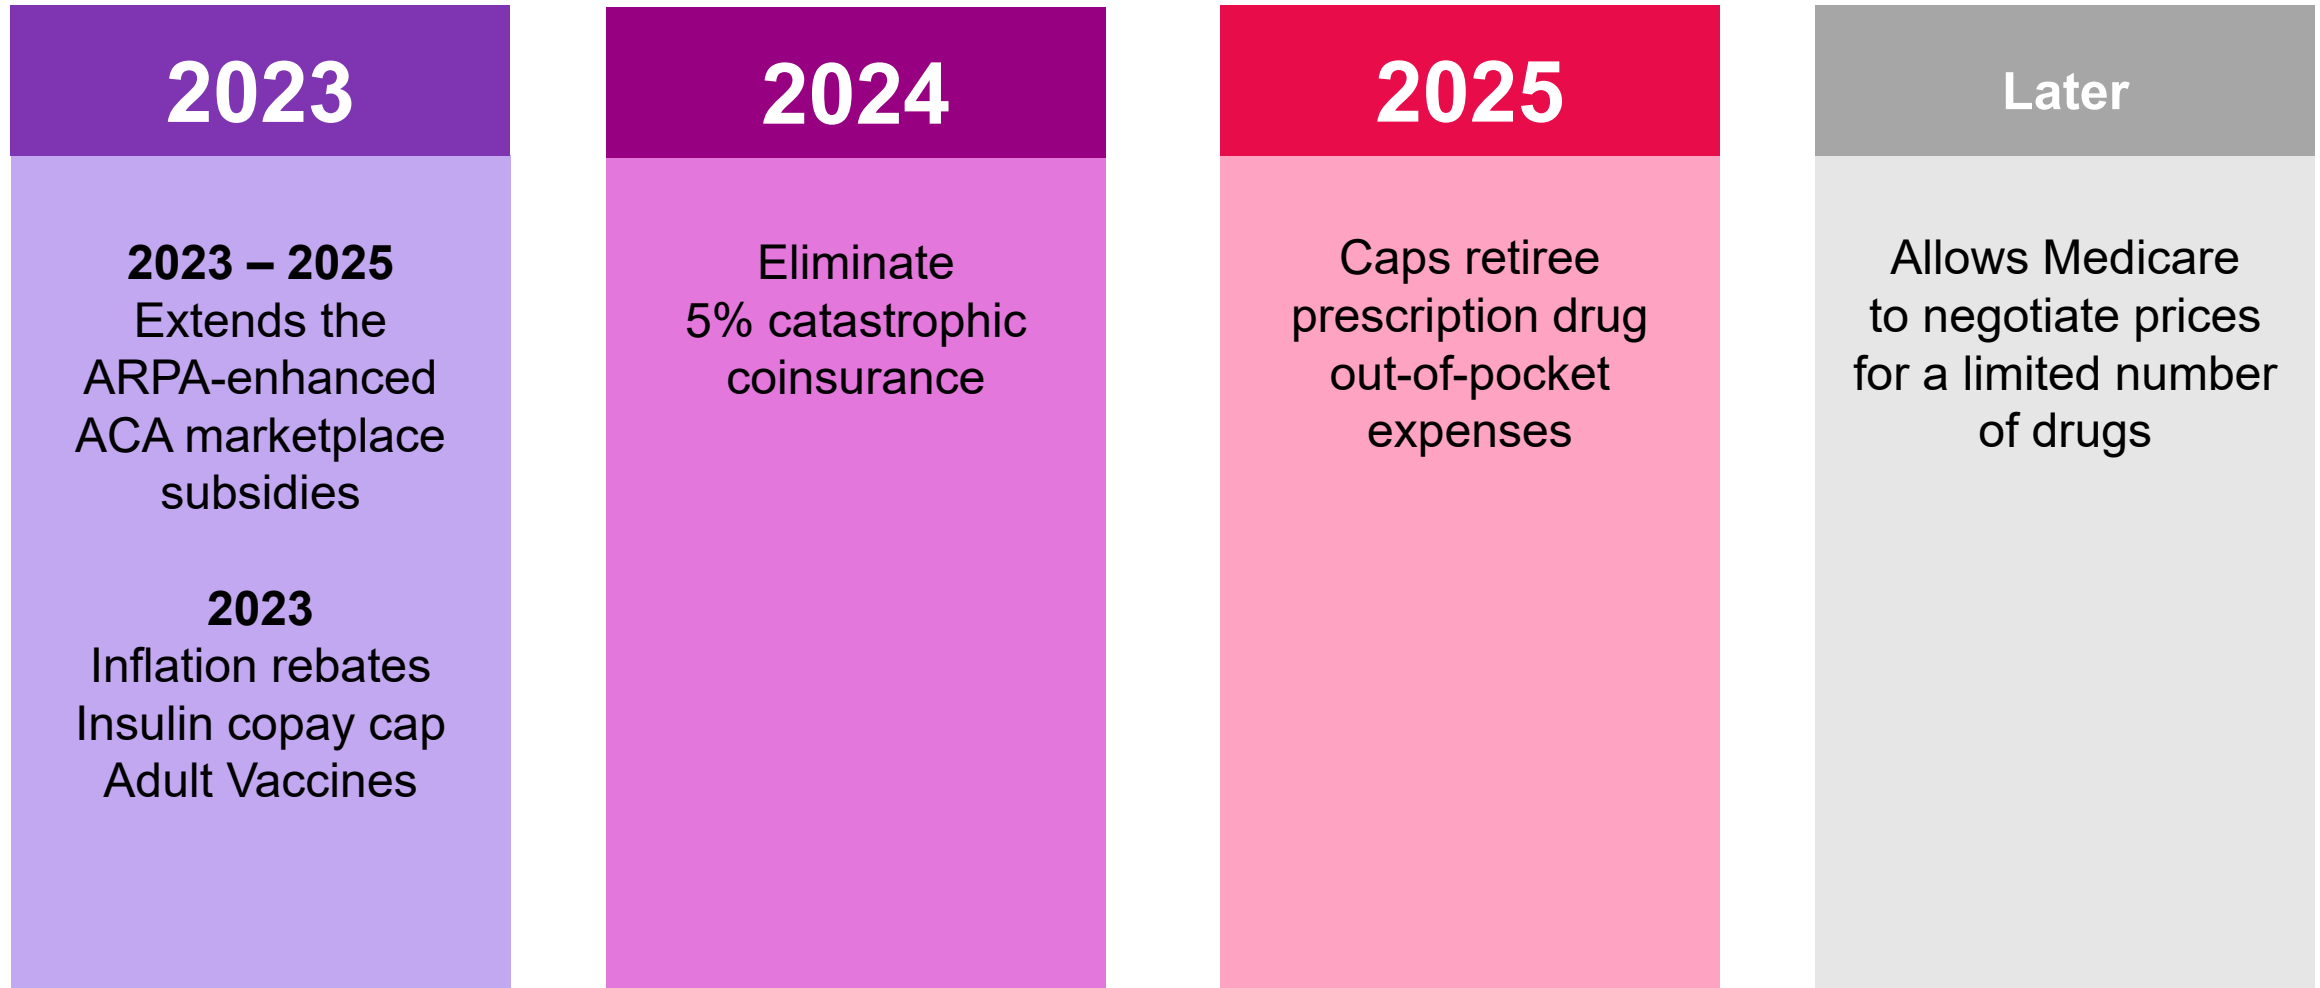 2023
2023 – 2025
Extends the
ARPA-enhanced
ACA marketplace
subsidies
2023
Inflation rebates
Insulin copay cap
Adult Vaccines
2024
Eliminate
5% catastrophic
coinsurance
2025
Caps retiree
prescription drug
out-of-pocket
expenses
Later
Allows Medicare
to negotiate prices
for a limited number
of drugs